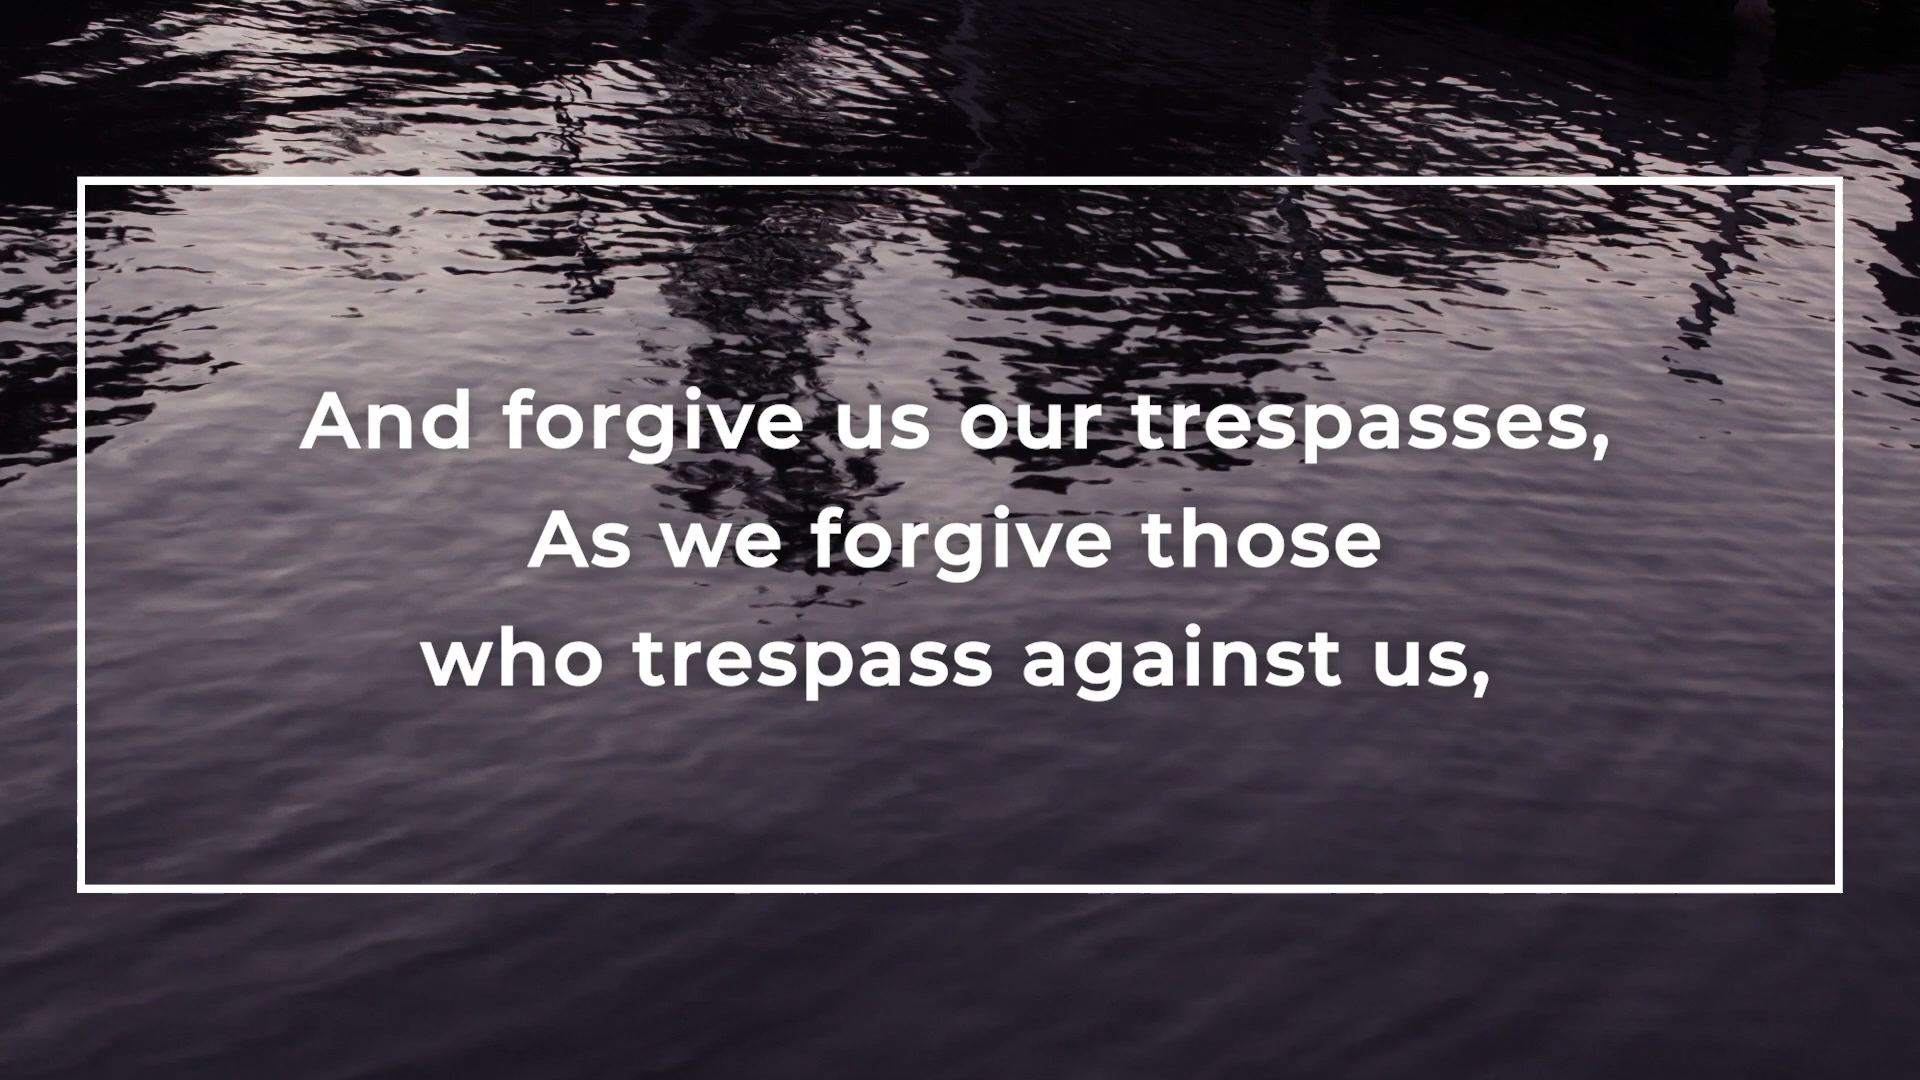 And forgive us our trespasses,
As we forgive those
who trespass against us,